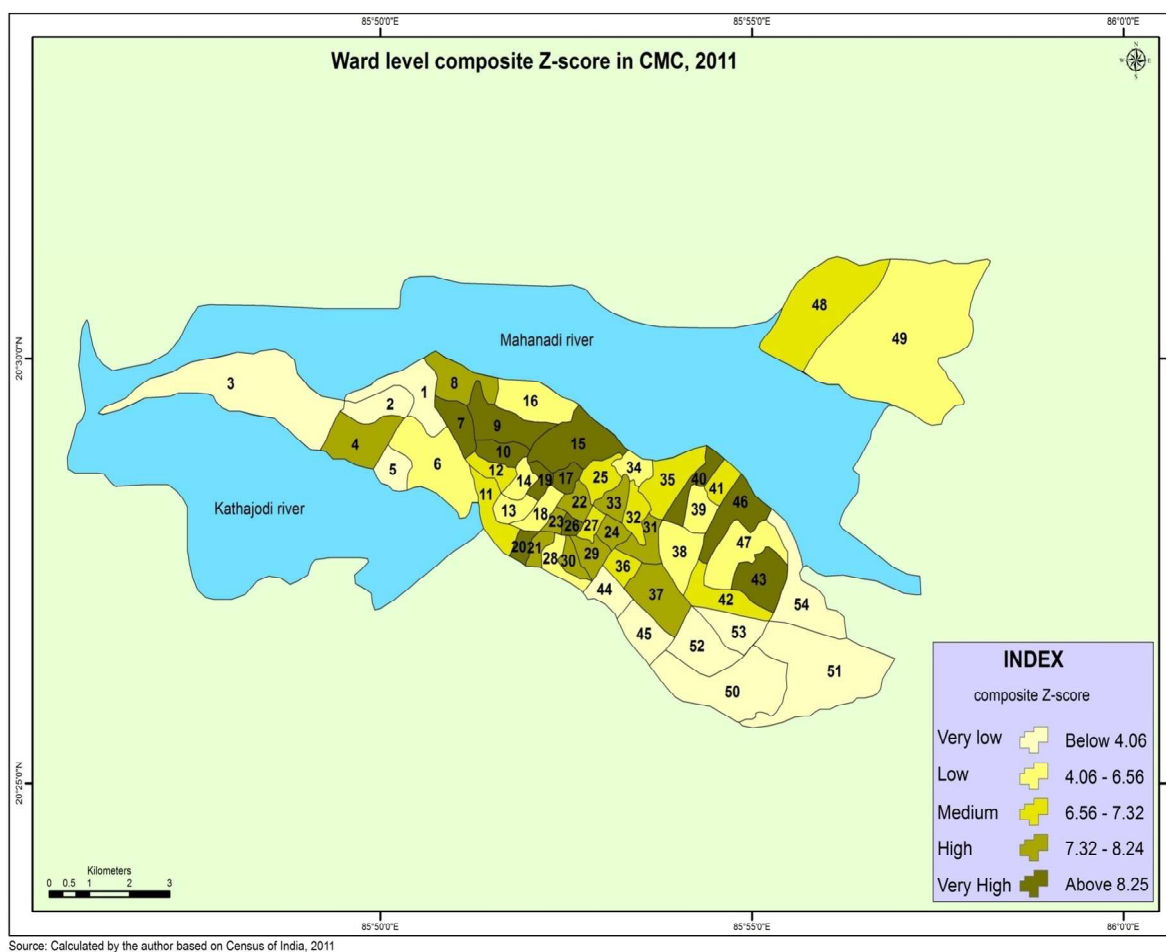 85°50'0"E 85°55'0"E 86°0'0"E
Ward level composite Z-score in CMC, 2011
N
W E
S
48
49
Mahanadi river
20°30'0"N 20°30'0"N
3
1
8
2
16
7
9
4
15
10
6
5
34
12
14 19 17 25 35 40
41
11
22 33
46
13
18
32
39
23 26 27
24 31
47
Kathajodi river
20 21
29
38
28 30
36
43
44
37
42
54
45
53
52
51
50
INDEX
composite Z-score
Very low Below 4.06
Low 4.06 - 6.56
Medium 6.56 - 7.32
High 7.32 - 8.24
Very High Above 8.25
20°25'0"N 20°25'0"N
Kilometers
0 0.5 1 2 3
85°50'0"E 85°55'0"E 86°0'0"E
Source: Calculated by the author based on Census of India, 2011